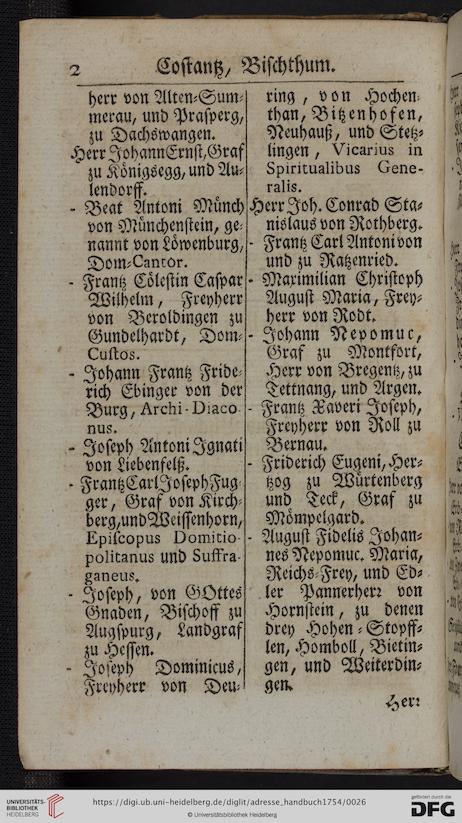 2
Costantz, Bischthum.
herr von Alten-Sum-
merau, und Praßperg,
zu Dachswangen.
Herr Johann Ernst, Graf
zu Königsegg, und Au-
lendorff.
- Beat Antoni Münch
von Münchenstein, ge-
nannt von Löwenburg,
Dom-Cantor.
- Frantz Cölestin Caspar
Wilhelm, Freyherr
von Beroldingen zu
Gundelhardt, Dom-
Custos.
- Johann Frantz Fride-
rich Ebinger von der
Burg, Archi-Diaco
nus.
- Joseph Antoni Ignati
von Liebenfelß.
- Frantz Carl Joseph Fug-
ger, Graf von Kirch-
berg, und Weissenhorn,
Episcopus Domitio-
politanus und Suffra-
ganeus.
- Joseph, von GOttes
Gnaden, Bischoff zu
Augspurg, Landgraf
zu Hessen.
- Joseph Dominicus,
Freyherr von Deu-
ring, von Hochen-
than, Bitzenhofen,
Neuhauß, und Stetz-
lingen, Vicarius in
Spiritualibus Gene-
ralis.
Herr Joh. Conrad Sta-
nislaus von Rothberg.
- Frantz Carl Antoni von
und zu Ratzenried.
- Maximilian Christoph
August Maria, Frey-
herr von Rodt.
- Johann Nepomuc,
Graf zu Montfort,
Herr von Bregentz, zu
Tettnang, und Argen.
- Frantz Xaveri Joseph,
Freyherr von Roll zu
Bernau.
- Friderich Eugeni, Her-
tzog zu Würtenberg
und Teck, Graf zu
Mömpelgard.
- August Fidelis Johan-
nes Nepomuc. Maria,
Reichs-Frey, und Ed-
ler Pannerherr von
Hornstein, zu denen
drey Hohen-Stopff-
len, Homboll, Bietin-
gen, und Weiterdin-
gen.
Herr
UNIVERSITÄTS-
BIBLIOTHEK
HEIDELBERG
https://digi.ub.uni-heidelberg.de/diglit/adresse_handbuch1754/0026
© Universitätsbibliothek Heidelberg
gefördert durch die
DFG